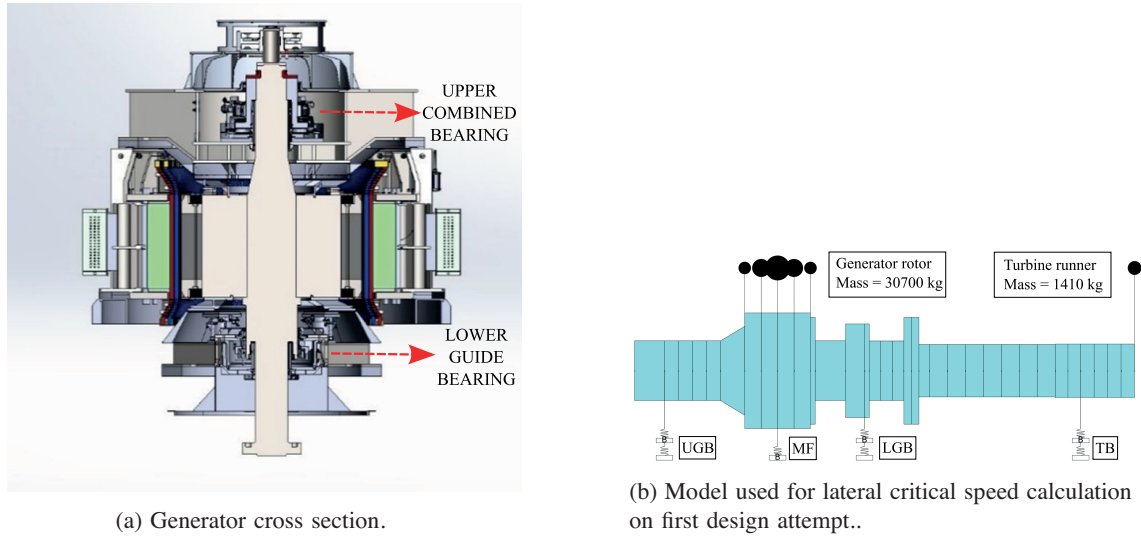 UPPER
COMBINED
BEARING
LOWER
GUIDE
BEARING
(a) Generator cross section.
Generator rotor
Mass = 30700 kg
Turbine runner
Mass = 1410 kg
B
UGB
B
MF
B
LGB
B
TB
(b) Model used for lateral critical speed calculation
on first design attempt..